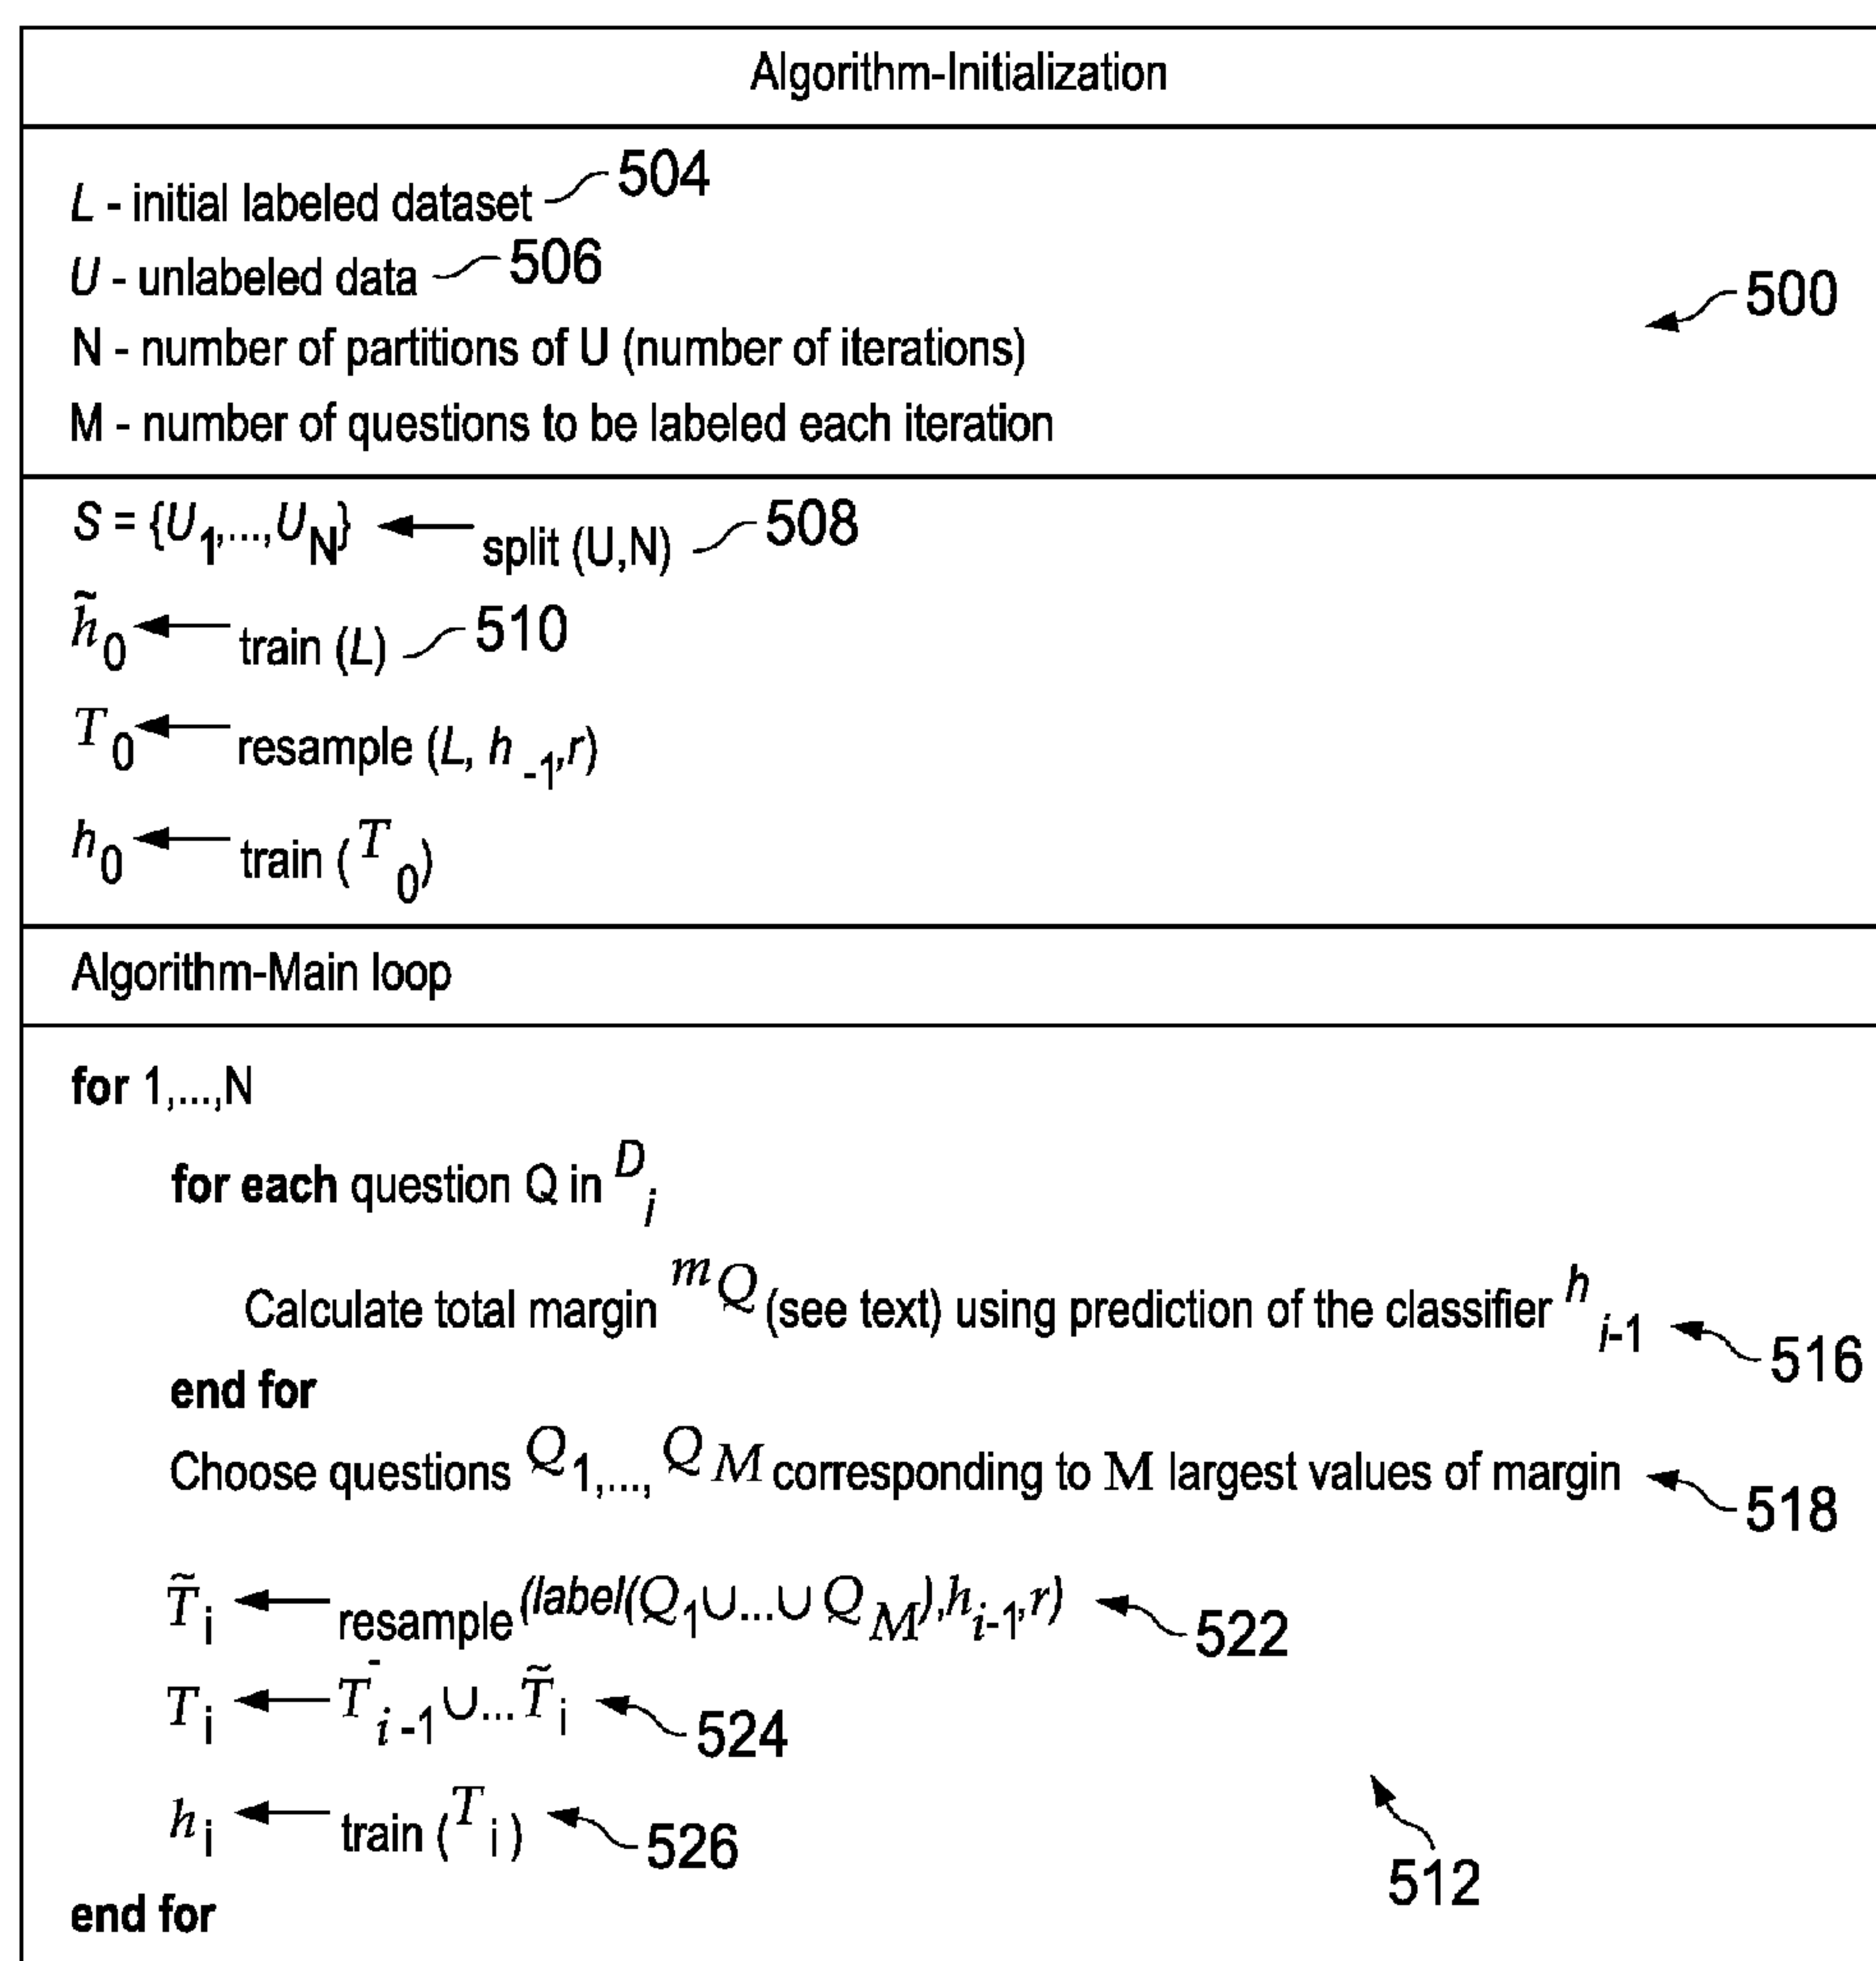 Algorithm-Initialization
L - initial labeled dataset 504
U - unlabeled data 506
500
N - number of partitions of U (number of iterations)
M - number of questions to be labeled each iteration
S = {U1,...,UN} ← split (U,N) 508
h̃0 ← train (L) 510
T0 ← resample (L, h-1,r)
h0 ← train (T0)
Algorithm-Main loop
for 1,...,N
for each question Q in Di
Calculate total margin mQ (see text) using prediction of the classifier hi-1 516
end for
Choose questions Q1,..., QM corresponding to M largest values of margin 518
T̃i ← resample (label(Q1∪...∪QM),hi-1,r) 522
Ti ← T̄i-1∪...T̃i 524
hi ← train (Ti) 526
512
end for